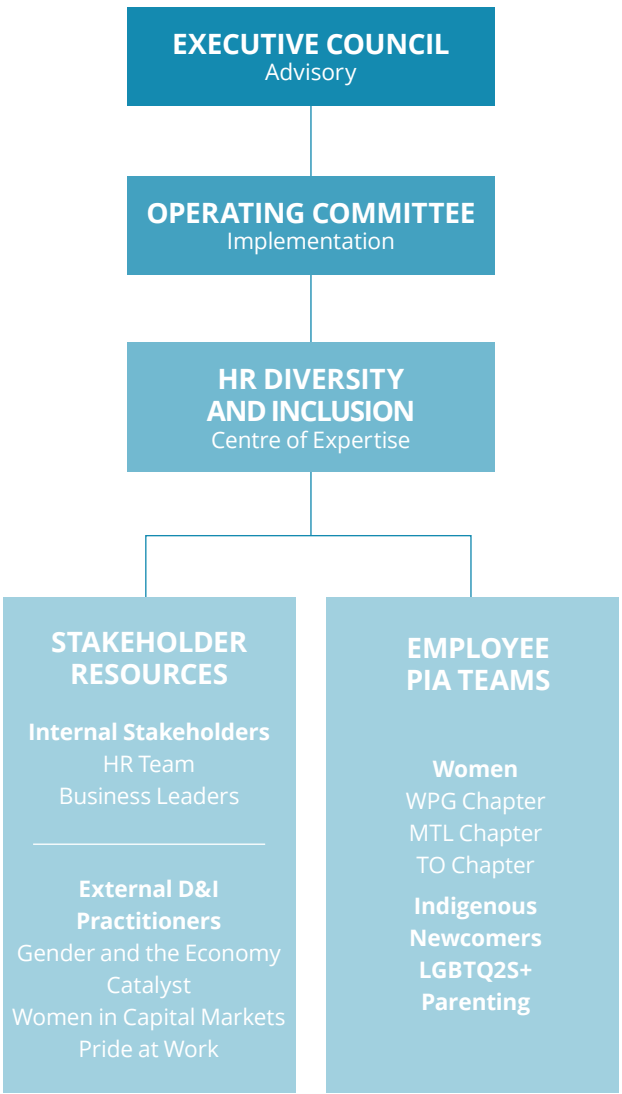 EXECUTIVE COUNCIL
Advisory
OPERATING COMMITTEE
Implementation
HR DIVERSITY
AND INCLUSION
Centre of Expertise
STAKEHOLDER
RESOURCES
Internal Stakeholders
HR Team
Business Leaders
External D&I
Practitioners
Gender and the Economy
Catalyst
Women in Capital Markets
Pride at Work
EMPLOYEE
PIA TEAMS
Women
WPG Chapter
MTL Chapter
TO Chapter
Indigenous
Newcomers
LGBTQ2S+
Parenting